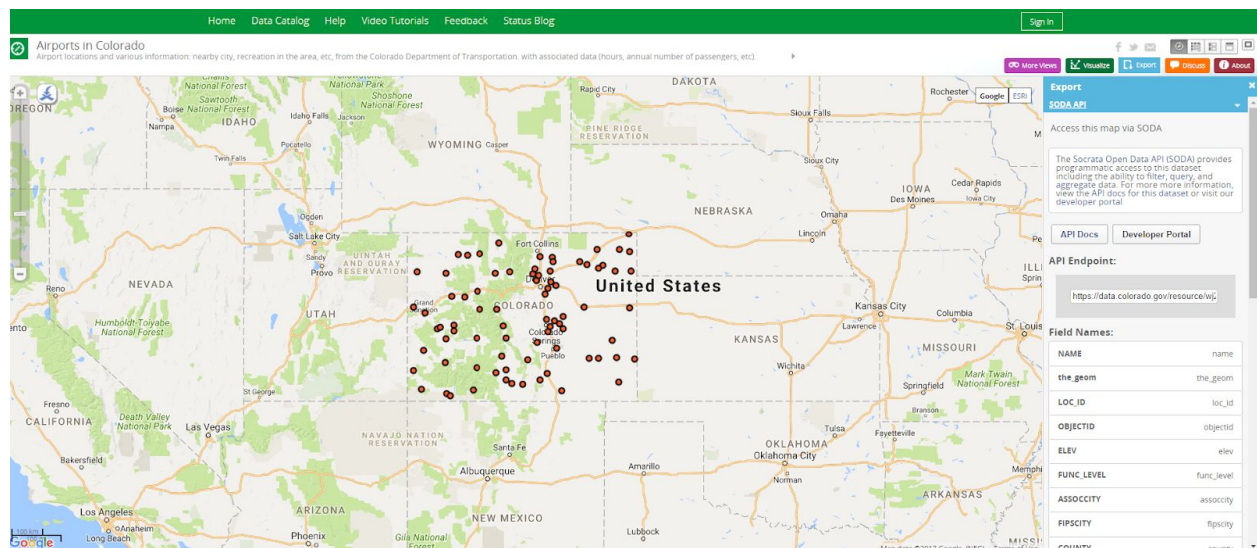 Home Data Catalog Help Video Tutorials Feedback Status Blog Sign In
Airports in Colorado
Airport locations and various information: nearby city, recreation in the area, etc, from the Colorado Department of Transportation. with associated data (hours, annual number of passengers, etc).
More Views Visualize Export Discuss About
Export
SODA API
Access this map via SODA
The Socrata Open Data API (SODA) provides
programmatic access to this dataset
including the ability to filter, query, and
aggregate data. For more more information,
view the API docs for this dataset or visit our
developer portal
API Docs Developer Portal
API Endpoint:
https://data.colorado.gov/resource/wj
Field Names:
NAME name
the_geom the_geom
LOC_ID loc_id
OBJECTID objectid
ELEV elev
FUNC_LEVEL func_level
ASSOCCITY assoccity
FIPSCITY fipscity
Google ESRI
National Forest
Sawtooth
Boise National Forest
Nampa
IDAHO
Idaho Falls
Jackson
Shoshone
National Forest
Pocatello
Twin Falls
WYOMING
Casper
Rapid City
DAKOTA
PINE RIDGE
RESERVATION
Sioux Falls
Rochester
Sioux City
IOWA
Cedar Rapids
Des Moines
Iowa City
NEBRASKA
Omaha
Lincoln
Ogden
Salt Lake City
Sandy
Provo
UINTAH
AND OURAY
RESERVATION
Fort Collins
United States
Reno
NEVADA
UTAH
Grand
COLORADO
Colorado
Springs
Pueblo
Humboldt-Toiyabe
National Forest
KANSAS
Kansas City
Lawrence
Columbia
St. Louis
MISSOURI
Wichita
Mark Twain
National Forest
Springfield
Branson
St George
Fresno
CALIFORNIA
Death Valley
National Park
Las Vegas
Bakersfield
NAVAJO NATION
RESERVATION
Santa Fe
Albuquerque
Amarillo
OKLAHOMA
Oklahoma City
Norman
Tulsa
Fayetteville
ARKANSAS
Los Angeles
Anaheim
Long Beach
ARIZONA
Phoenix
Gila National
Forest
NEW MEXICO
Lubbock
100 km
Google